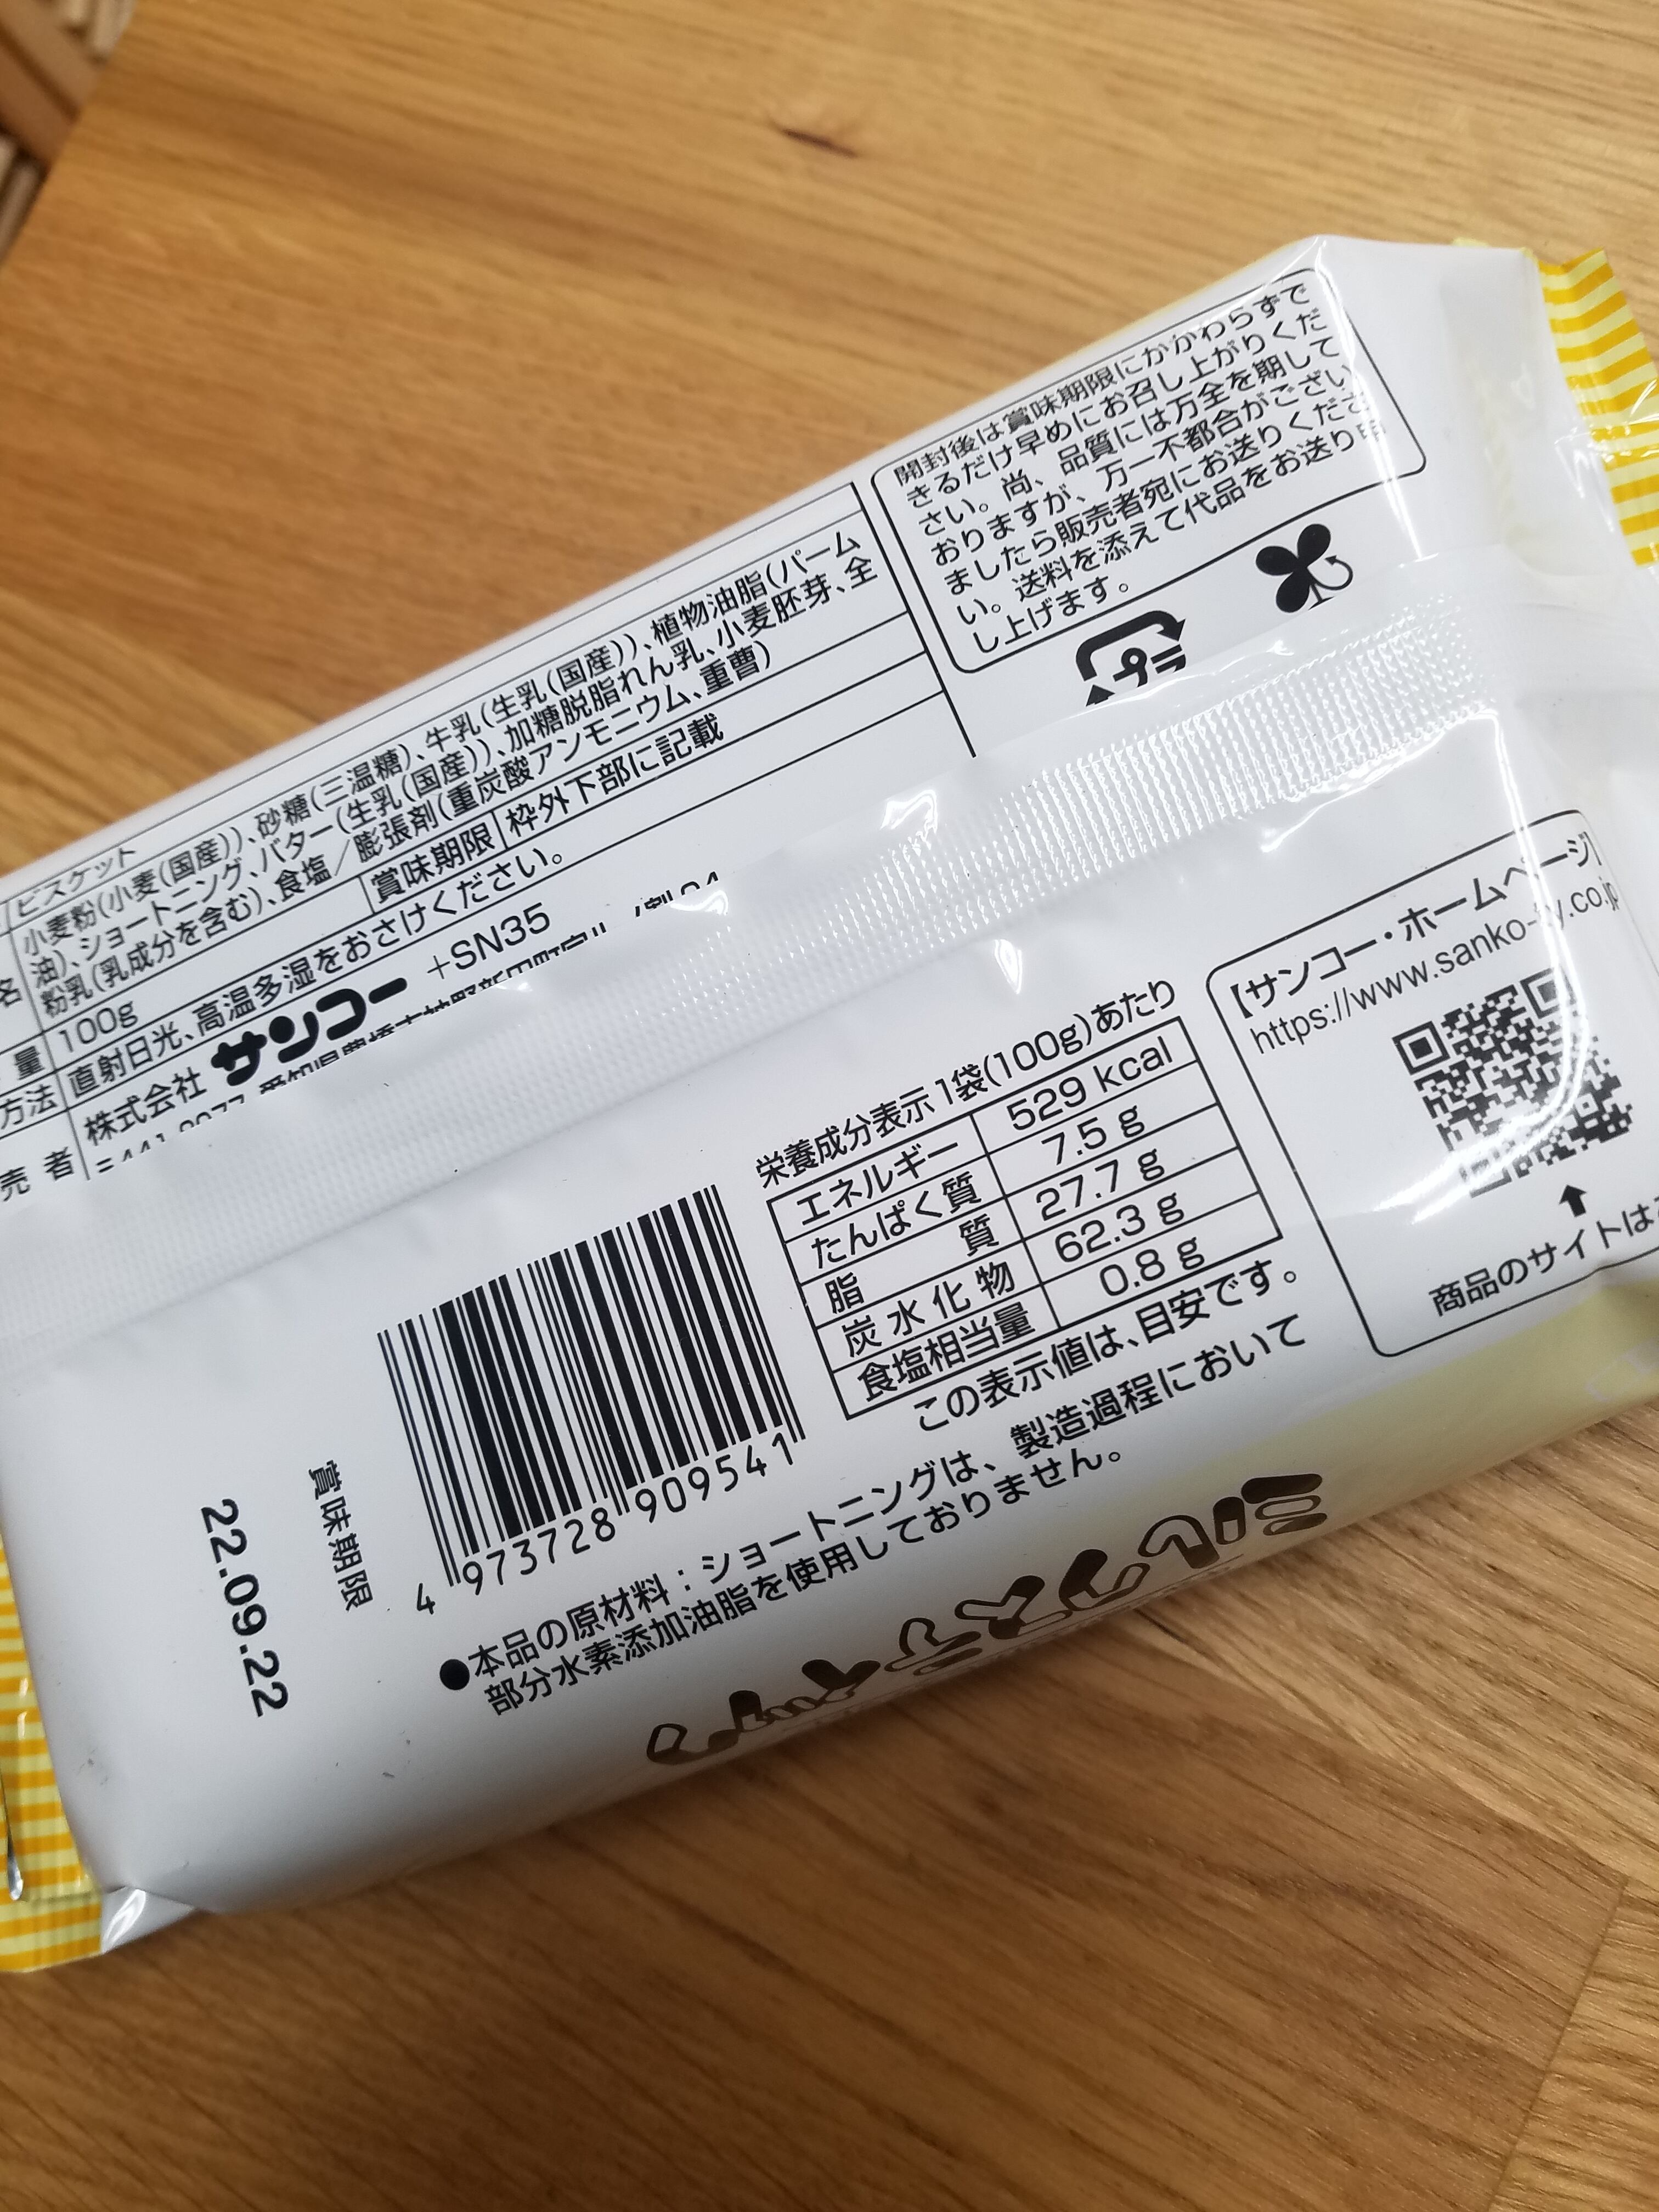 ビスケット
名
小麦粉(小麦(国産))、砂糖(三温糖)、牛乳(生乳(国産))、植物油脂(パーム
油)、ショートニング、バター(生乳(国産))、加糖脱脂れん乳、小麦胚芽、全
粉乳(乳成分を含む)、食塩/膨張剤(重炭酸アンモニウム、重曹)
量 100g 賞味期限 枠外下部に記載
方法 直射日光、高温多湿をおさけください。
売者 株式会社 サンコー +SN35
開封後は賞味期限にかかわらずで
きるだけ早めにお召し上がりくだ
さい。尚、品質には万全を期して
おりますが、万一不都合がござい
ましたら販売者宛にお送りくださ
い。送料を添えて代品をお送り申
し上げます。
栄養成分表示 1袋(100g)あたり
エネルギー 529 kcal
たんぱく質 7.5 g
脂質 27.7 g
炭水化物 62.3 g
食塩相当量 0.8 g
この表示値は、目安です。
【サンコー・ホームページ】
商品のサイトは
4 973728 909541
●本品の原材料:ショートニングは、製造過程において
部分水素添加油脂を使用しておりません。
賞味期限
22.09.22